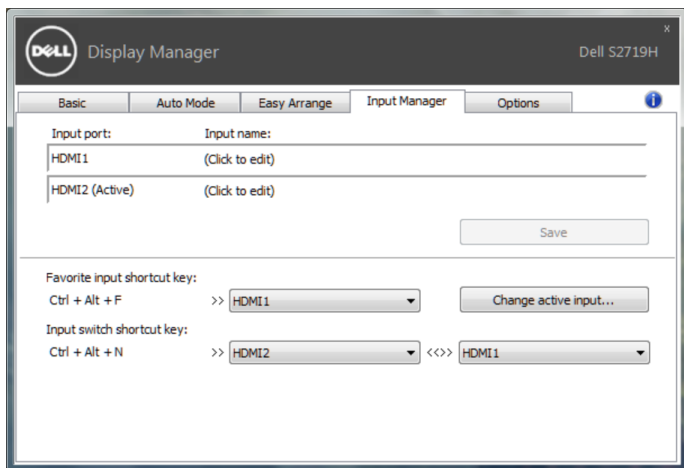 x
DELL Display Manager Dell S2719H
Basic Auto Mode Easy Arrange Input Manager Options i
Input port: Input name:
HDMI1 (Click to edit)
HDMI2 (Active) (Click to edit)
Save
Favorite input shortcut key:
Ctrl + Alt + F >> HDMI1 Change active input...
Input switch shortcut key:
Ctrl + Alt + N >> HDMI2 <<>> HDMI1